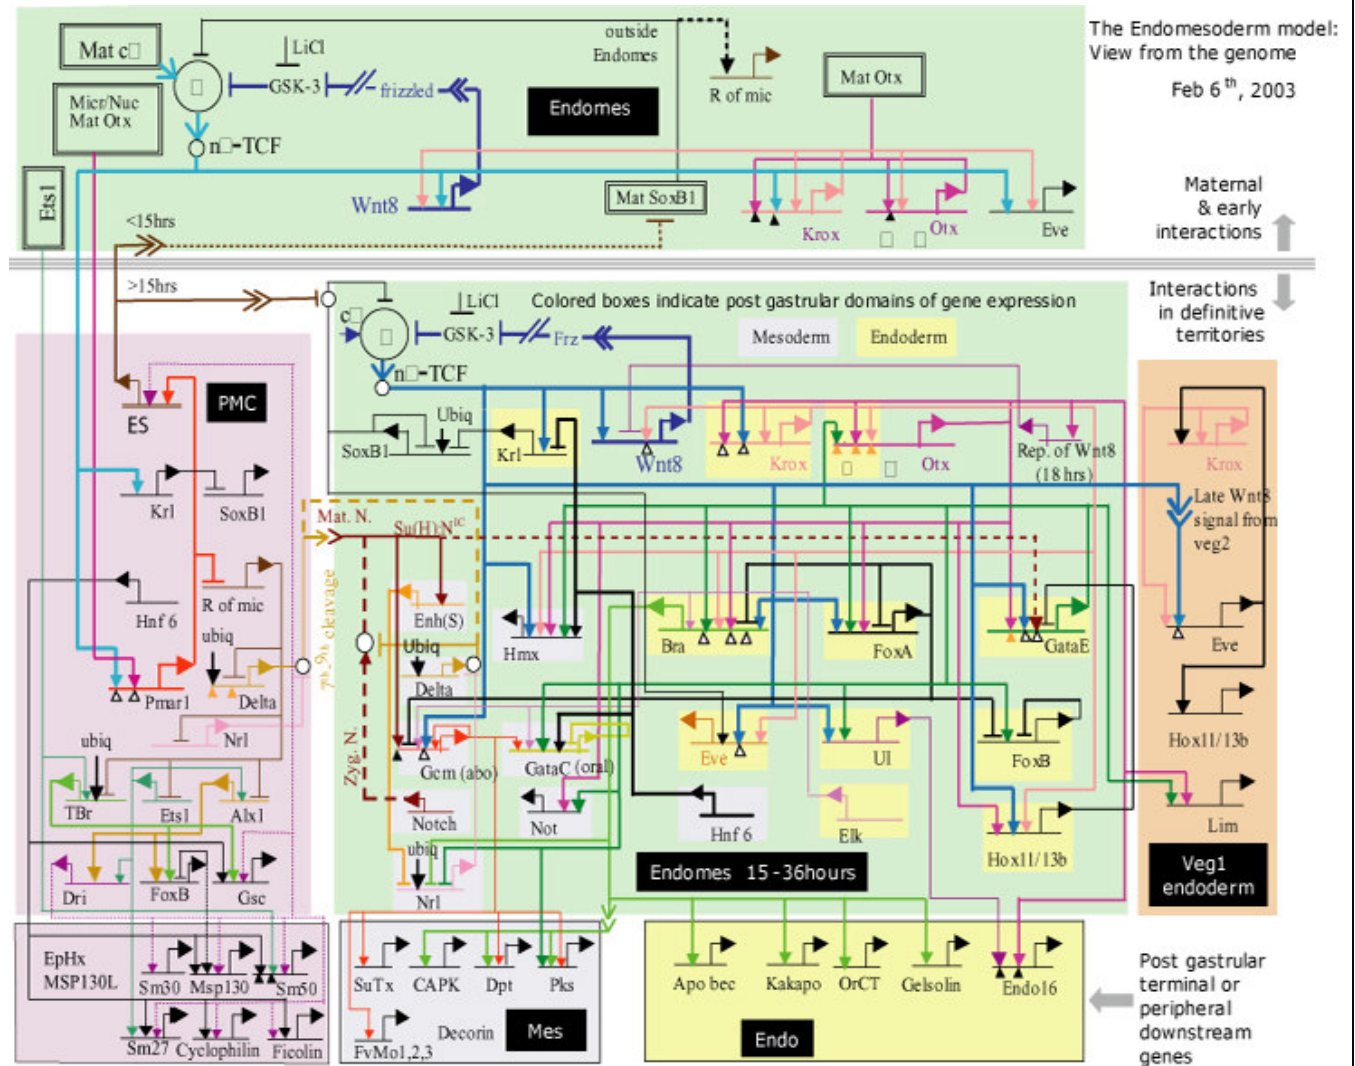 The Endomesoderm model:
View from the genome
Feb 6th, 2003
Mat c□
LiCl
outside
Endomes
GSK-3
frizzled
R of mic
Mat Otx
Micr/Nuc
Mat Otx
Endomes
n□-TCF
Ets1
Wnt8
Mat SoxB1
Krox
□ □
Otx
Eve
Maternal
& early
interactions
<15hrs
>15hrs
Interactions
in definitive
territories
c□
LiCl
Colored boxes indicate post gastrular domains of gene expression
GSK-3
Frz
Mesoderm
Endoderm
n□-TCF
PMC
ES
Ubiq
SoxB1
Krl
Wnt8
Krox
□ □
Otx
Rep. of Wnt8
(18 hrs)
Krox
Krl
SoxB1
Late Wnt8
signal from
veg2
Mat. N.
Su(H):NIC
7th_9th cleavage
R of mic
Hnf 6
ubiq
Enh(S)
Hmx
Bra
FoxA
GataE
Eve
Ubiq
Delta
Pmar1
Delta
Nrl
Zyg. N.
Gcm (abo)
GataC (oral)
Eve
UI
FoxB
Hox11/13b
ubiq
TBr
Ets1
Alx1
Notch
Not
Hnf 6
Elk
Hox11/13b
Lim
ubiq
Nrl
Dri
FoxB
Gsc
Endomes 15-36hours
Veg1
endoderm
EpHx
MSP130L
Sm30
Msp130
Sm50
SuTx
CAPK
Dpt
Pks
Apo bec
Kakapo
OrCT
Gelsolin
Endo16
Post gastrular
terminal or
peripheral
downstream
genes
Sm27
Cyclophilin
Ficolin
FvMo1,2,3
Decorin
Mes
Endo